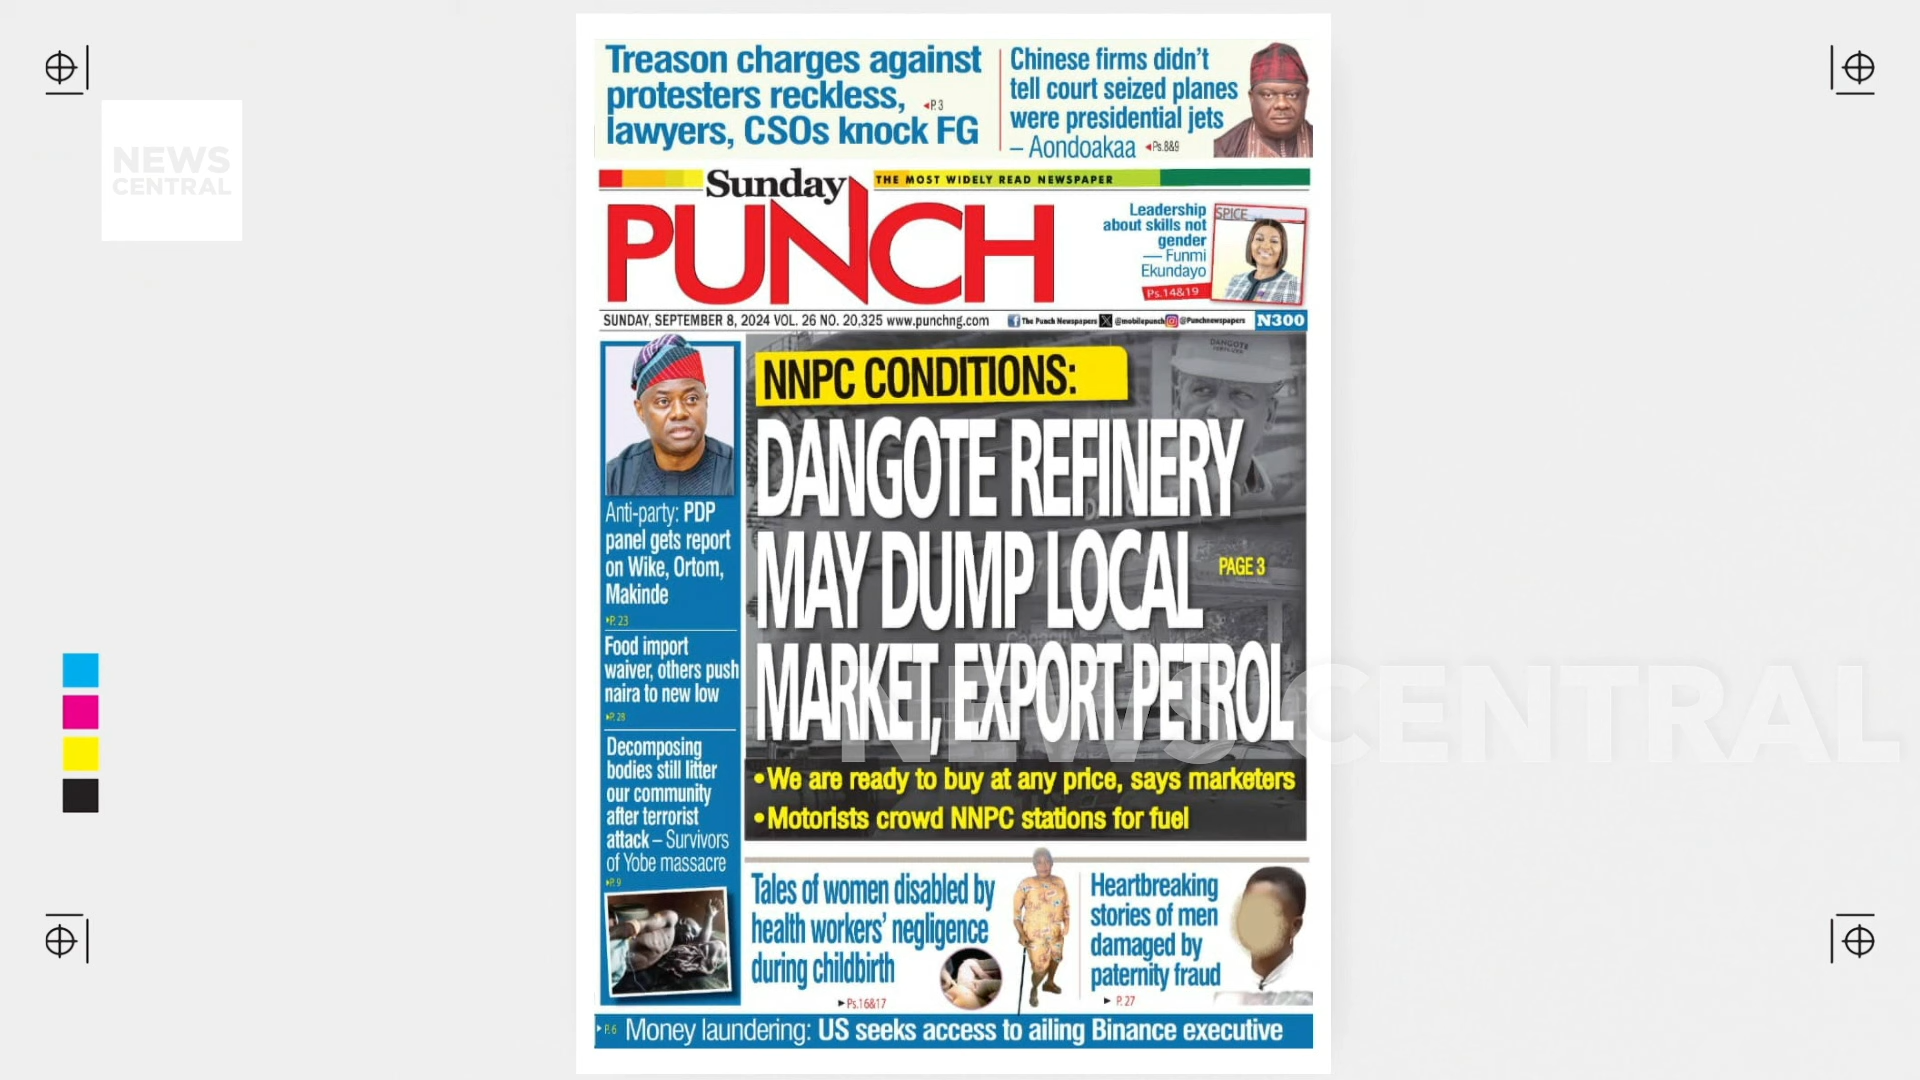 NEWS
CENTRAL
Treason charges against
protesters reckless, ◂P.3
lawyers, CSOs knock FG
Chinese firms didn't
tell court seized planes
were presidential jets
– Aondoakaa ◂Ps.8&9
Sunday
THE MOST WIDELY READ NEWSPAPER
PUNCH
Leadership
about skills not
gender
— Funmi
Ekundayo
Ps.14&19
SPICE
SUNDAY, SEPTEMBER 8, 2024 VOL. 26 NO. 20,325 www.punchng.com
The Punch Newspapers @mobilepunch @Punchnewspapers
N300
Anti-party: PDP
panel gets report
on Wike, Ortom,
Makinde
▸P. 23
Food import
waiver, others push
naira to new low
▸P. 28
Decomposing
bodies still litter
our community
after terrorist
attack – Survivors
of Yobe massacre
▸P. 9
DANGOTE
NNPC CONDITIONS:
DANGOTE REFINERY
MAY DUMP LOCAL
PAGE 3
MARKET, EXPORT PETROL
•We are ready to buy at any price, says marketers
•Motorists crowd NNPC stations for fuel
NEWS CENTRAL
Tales of women disabled by
health workers' negligence
during childbirth
▸Ps.16&17
Heartbreaking
stories of men
damaged by
paternity fraud
▸ P. 27
▸P. 6 Money laundering: US seeks access to ailing Binance executive